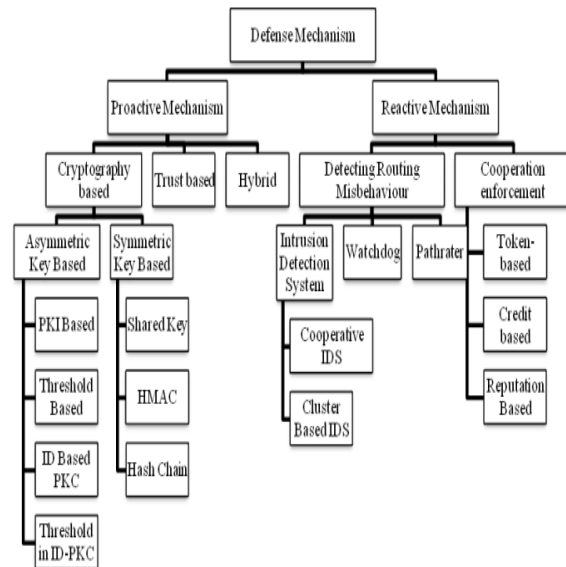 Defense Mechanism
Proactive Mechanism
Reactive Mechanism
Cryptography
based
Trust based
Hybrid
Detecting Routing
Misbehaviour
Cooperation
enforcement
Asymmetric
Key Based
Symmetric
Key Based
Intrusion
Detection
System
Watchdog
Pathrater
Token-
based
PKI Based
Shared Key
Cooperative
IDS
Credit
based
Threshold
Based
HMAC
Cluster
Based IDS
Reputation
Based
ID Based
PKC
Hash Chain
Threshold
in ID-PKC